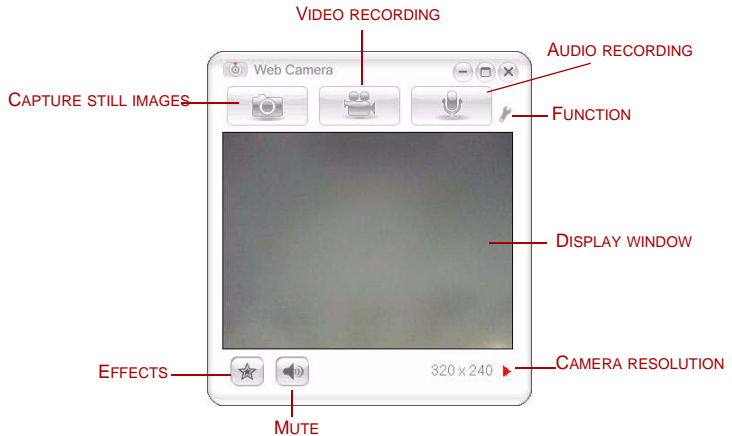 VIDEO RECORDING
AUDIO RECORDING
Web Camera
CAPTURE STILL IMAGES
FUNCTION
DISPLAY WINDOW
EFFECTS
320 x 240
CAMERA RESOLUTION
MUTE